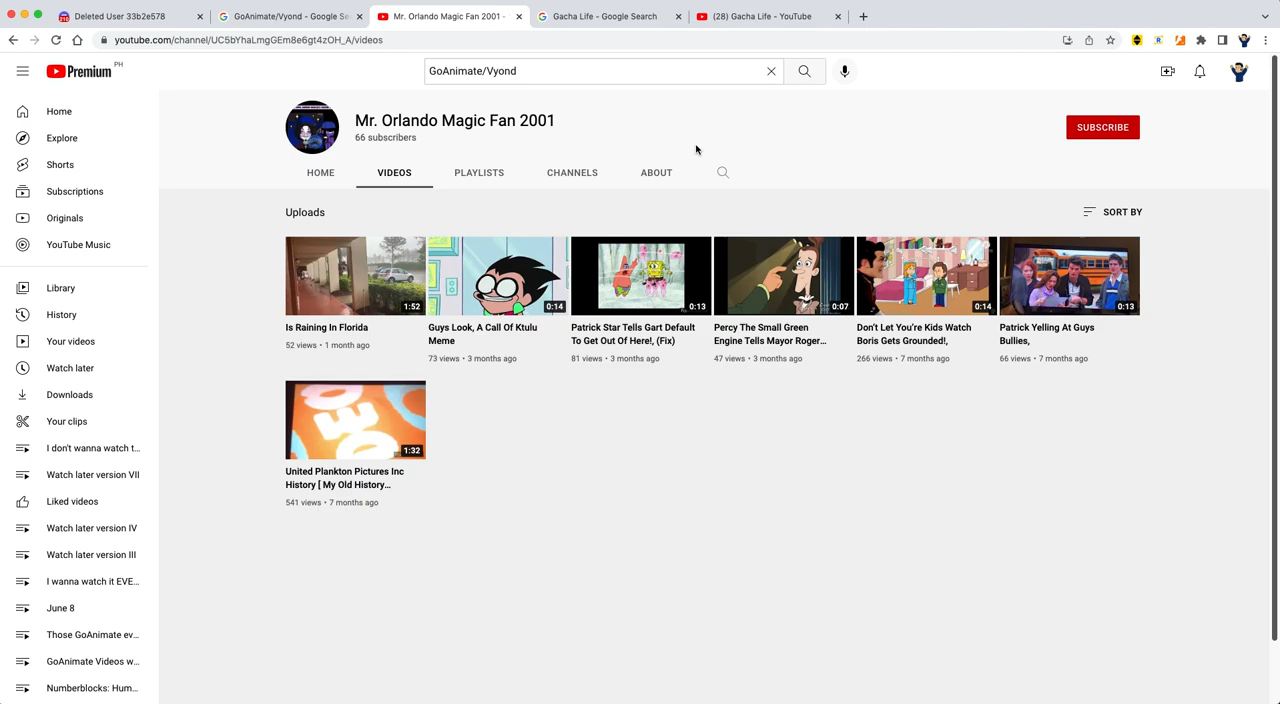 Deleted User 33b2e578
GoAnimate/Vyond - Google Se
Mr. Orlando Magic Fan 2001 -
Gacha Life - Google Search
(28) Gacha Life - YouTube
youtube.com/channel/UC5bYhaLmgGEm8e6gt4zOH_A/videos
Premium PH
GoAnimate/Vyond
Home
Explore
Shorts
Subscriptions
Originals
YouTube Music
Library
History
Your videos
Watch later
Downloads
Your clips
I don't wanna watch t...
Watch later version VII
Liked videos
Watch later version IV
Watch later version III
I wanna watch it EVE...
June 8
Those GoAnimate ev...
GoAnimate Videos w...
Numberblocks: Hum...
Mr. Orlando Magic Fan 2001
66 subscribers
SUBSCRIBE
HOME
VIDEOS
PLAYLISTS
CHANNELS
ABOUT
Uploads
SORT BY
1:52
Is Raining In Florida
52 views • 1 month ago
0:14
Guys Look, A Call Of Ktulu
Meme
73 views • 3 months ago
0:13
Patrick Star Tells Gart Default
To Get Out Of Here!, (Fix)
81 views • 3 months ago
0:07
Percy The Small Green
Engine Tells Mayor Roger...
47 views • 3 months ago
0:14
Don't Let You're Kids Watch
Boris Gets Grounded!,
266 views • 7 months ago
0:13
Patrick Yelling At Guys
Bullies,
66 views • 7 months ago
1:32
United Plankton Pictures Inc
History [ My Old History...
541 views • 7 months ago